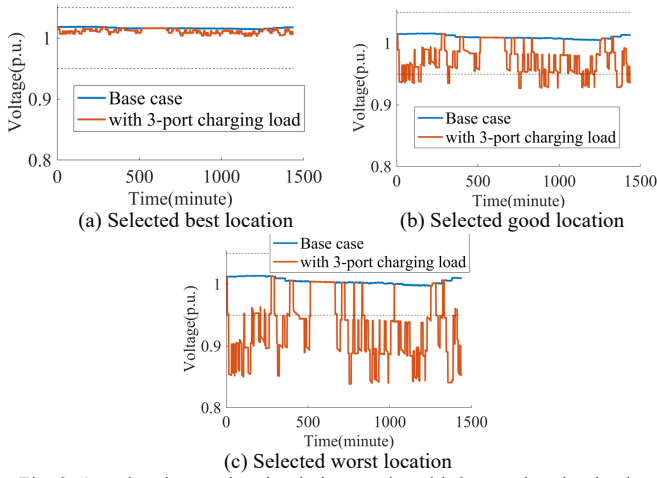 Voltage(p.u.)
1
0.9
0.8
Base case
with 3-port charging load
0
500
1000
1500
Time(minute)
(a) Selected best location
Voltage(p.u.)
1
0.9
0.8
Base case
with 3-port charging load
0
500
1000
1500
Time(minute)
(b) Selected good location
Base case
with 3-port charging load
Voltage(p.u.)
1
0.9
0.8
0
500
1000
1500
Time(minute)
(c) Selected worst location